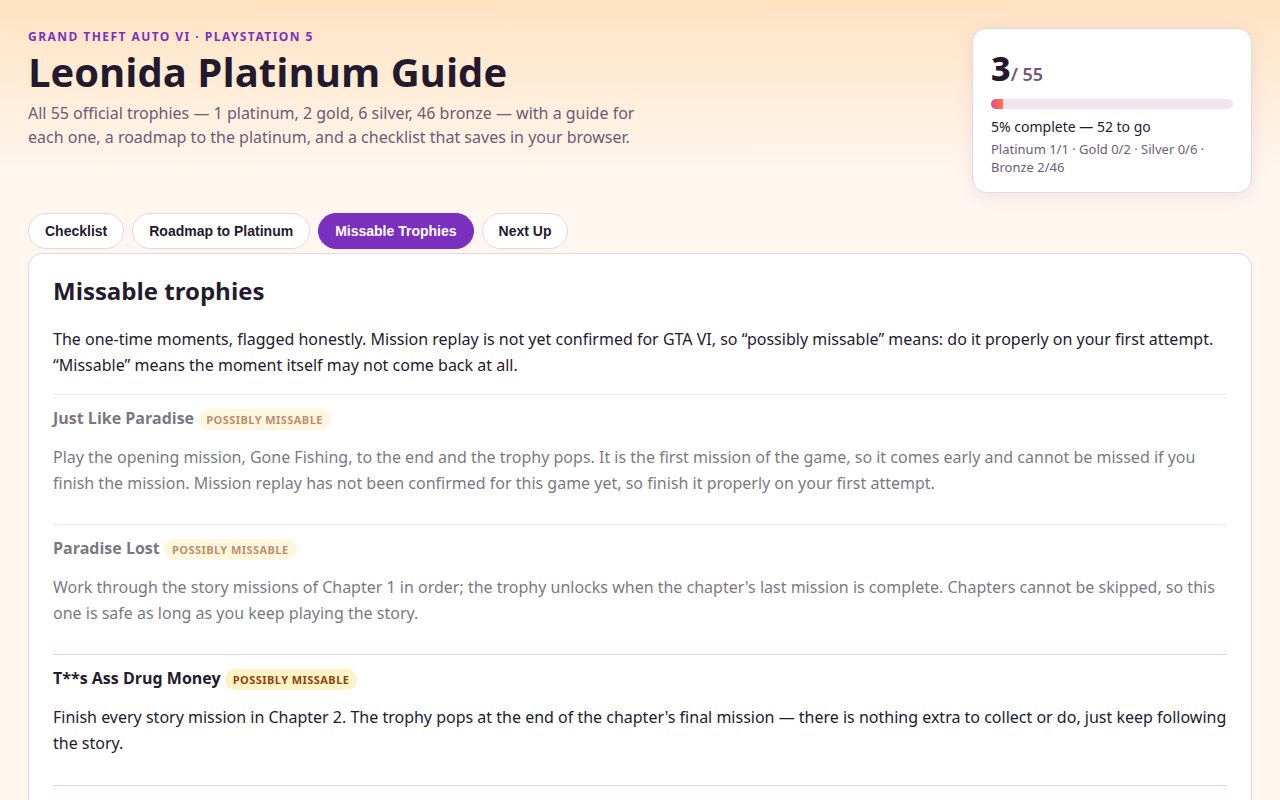 GRAND THEFT AUTO VI · PLAYSTATION 5
Leonida Platinum Guide
All 55 official trophies — 1 platinum, 2 gold, 6 silver, 46 bronze — with a guide for
each one, a roadmap to the platinum, and a checklist that saves in your browser.
3/ 55
5% complete — 52 to go
Platinum 1/1 · Gold 0/2 · Silver 0/6 ·
Bronze 2/46
Checklist
Roadmap to Platinum
Missable Trophies
Next Up
Missable trophies
The one-time moments, flagged honestly. Mission replay is not yet confirmed for GTA VI, so “possibly missable” means: do it properly on your first attempt.
“Missable” means the moment itself may not come back at all.
Just Like Paradise POSSIBLY MISSABLE
Play the opening mission, Gone Fishing, to the end and the trophy pops. It is the first mission of the game, so it comes early and cannot be missed if you
finish the mission. Mission replay has not been confirmed for this game yet, so finish it properly on your first attempt.
Paradise Lost POSSIBLY MISSABLE
Work through the story missions of Chapter 1 in order; the trophy unlocks when the chapter's last mission is complete. Chapters cannot be skipped, so this
one is safe as long as you keep playing the story.
T**s Ass Drug Money POSSIBLY MISSABLE
Finish every story mission in Chapter 2. The trophy pops at the end of the chapter's final mission — there is nothing extra to collect or do, just keep following
the story.